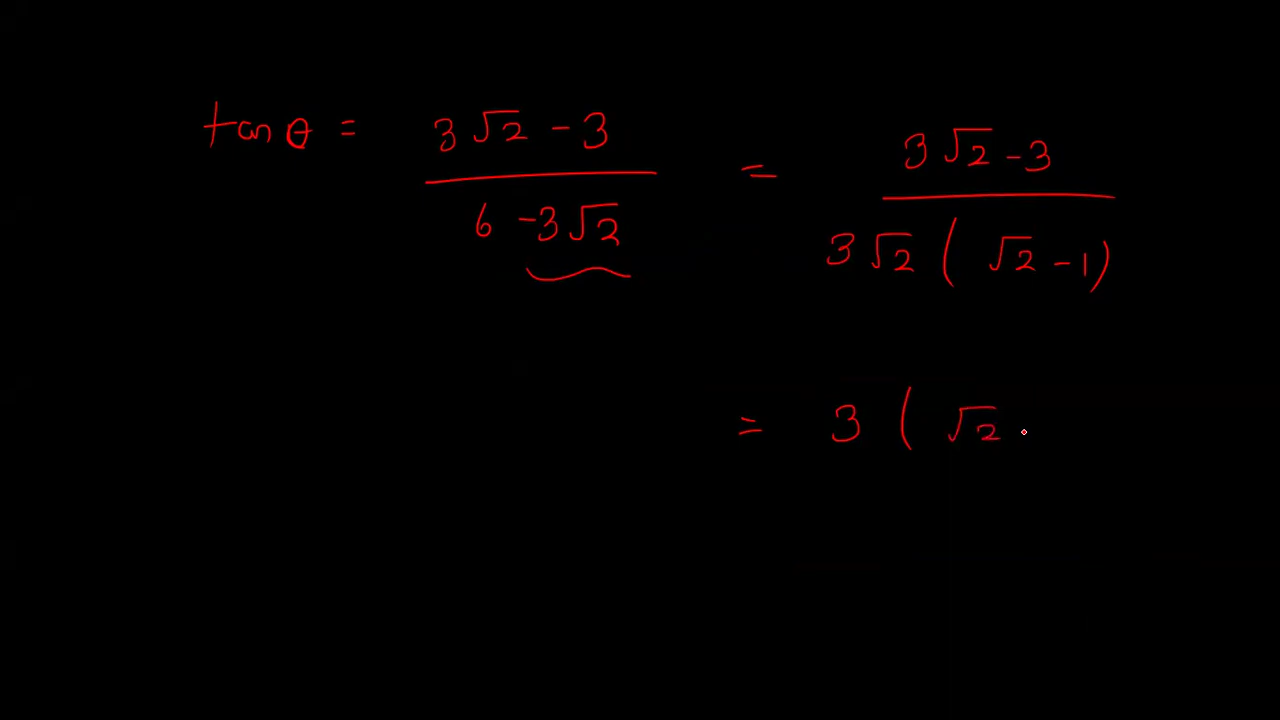 tan θ = 3√2 - 3 / 6 - 3√2 = 3√2 - 3 / 3√2 ( √2 - 1)
= 3 ( √2